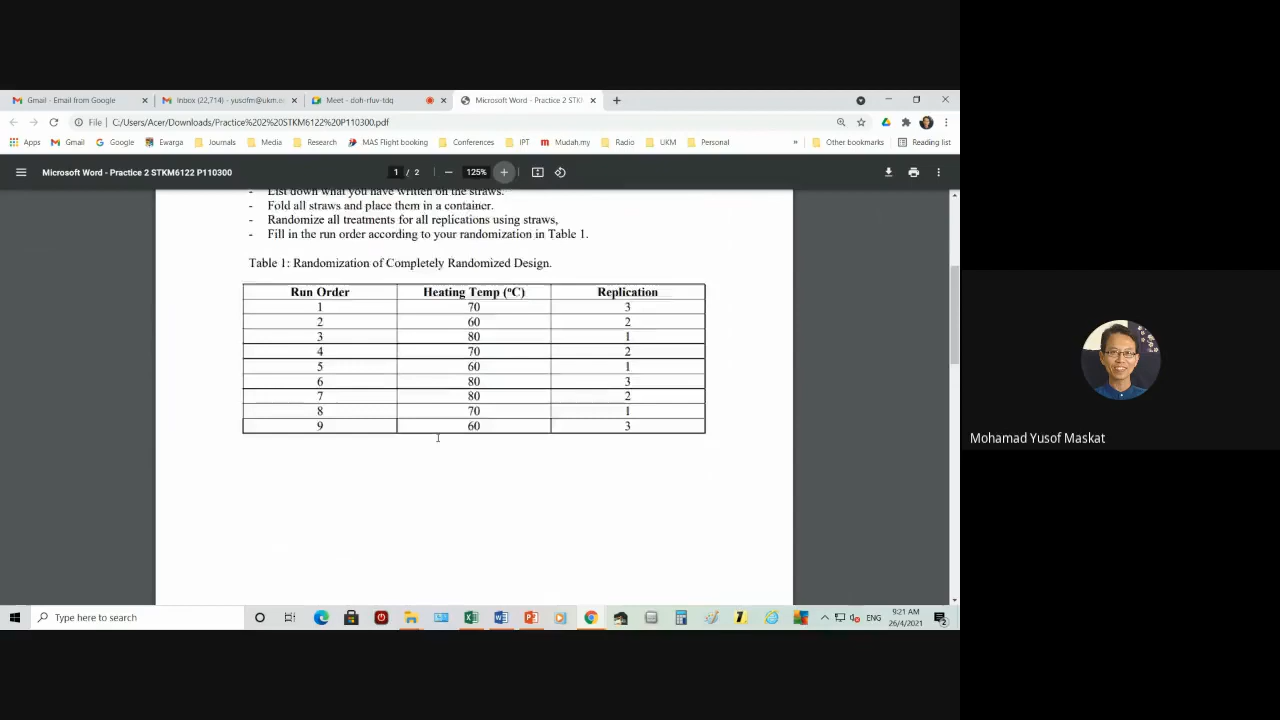 Gmail - Email from Google
Inbox (22,714) - yusofm@ukm.e
Meet - doh-rfuv-tdq
Microsoft Word - Practice 2 STK
File C:/Users/Acer/Downloads/Practice%202%20STKM6122%20P110300.pdf
Apps Gmail Google Ewarga Journals Media Research MAS Flight booking Conferences IPT Mudah.my Radio UKM Personal » Other bookmarks Reading list
Microsoft Word - Practice 2 STKM6122 P110300 1 / 2 125%
- List down what you have written on the straws.
- Fold all straws and place them in a container.
- Randomize all treatments for all replications using straws,
- Fill in the run order according to your randomization in Table 1.
Table 1: Randomization of Completely Randomized Design.
Run Order Heating Temp (°C) Replication
1 70 3
2 60 2
3 80 1
4 70 2
5 60 1
6 80 3
7 80 2
8 70 1
9 60 3
Mohamad Yusof Maskat
Type here to search
ENG
9:21 AM
26/4/2021
2